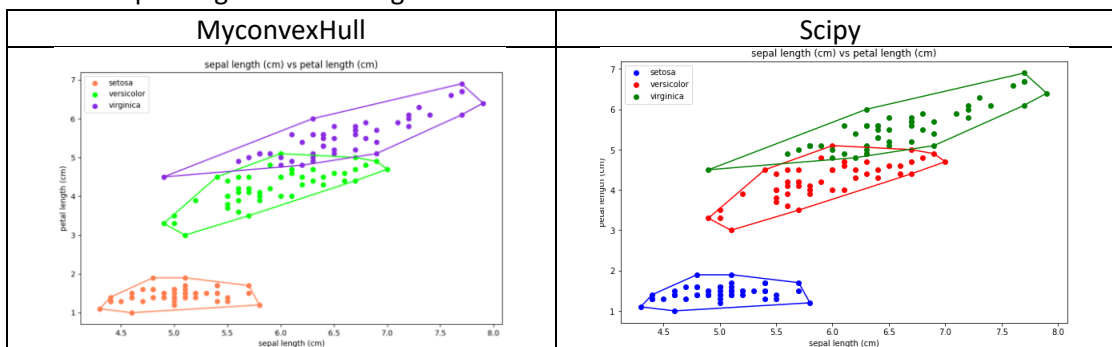 MyconvexHull
Scipy
sepal length (cm) vs petal length (cm)
setosa
versicolor
virginica
7
6
5
4
3
2
1
petal length (cm)
4.5 5.0 5.5 6.0 6.5 7.0 7.5 8.0
sepal length (cm)
sepal length (cm) vs petal length (cm)
setosa
versicolor
virginica
7
6
5
4
3
2
1
4.5 5.0 5.5 6.0 6.5 7.0 7.5 8.0
sepal length (cm)